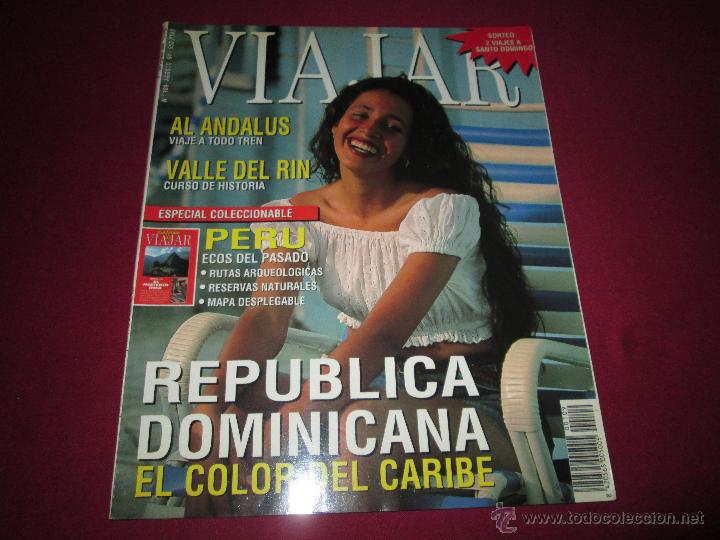 VIAJAR
SORTEO:
2 VIAJES A
SANTO DOMINGO
AL ANDALUS
VIAJE A TODO TREN
VALLE DEL RIN
CURSO DE HISTORIA
ESPECIAL COLECCIONABLE
VIAJAR
PERU
ECOS DEL PASADO
• RUTAS ARQUEOLOGICAS
• RESERVAS NATURALES
• MAPA DESPLEGABLE
REPUBLICA
DOMINICANA
EL COLOR DEL CARIBE
© www.todocoleccion.net